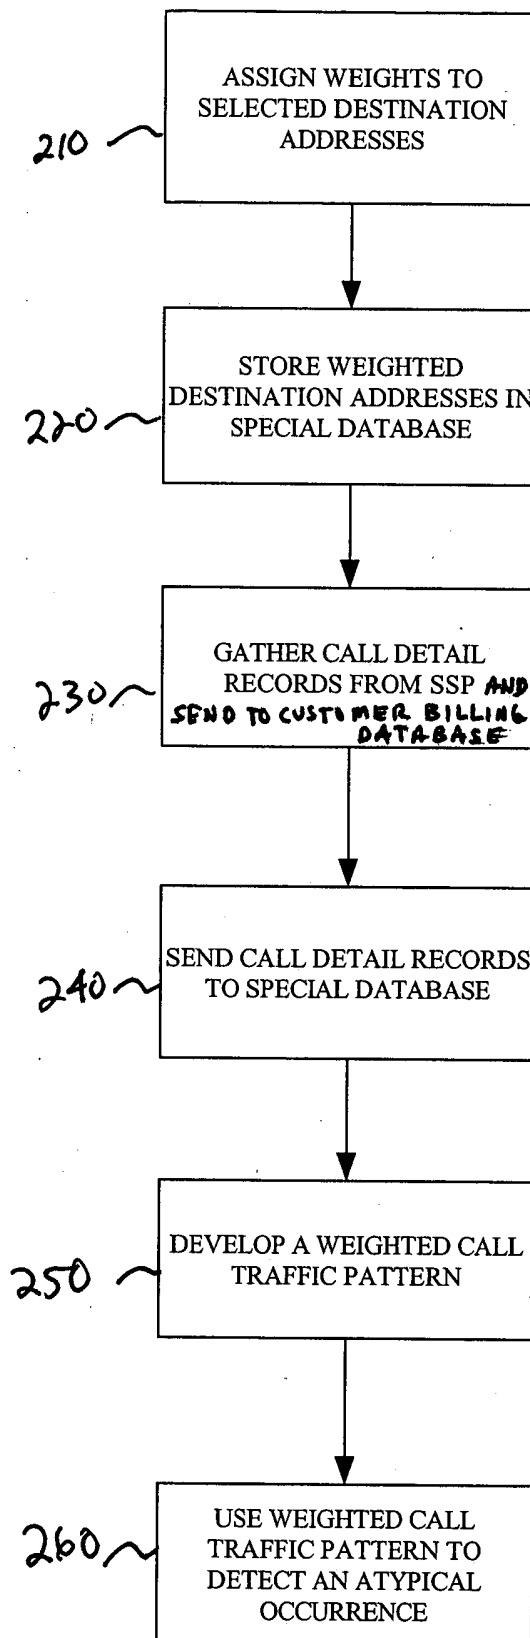 ASSIGN WEIGHTS TO
SELECTED DESTINATION
ADDRESSES
210
STORE WEIGHTED
DESTINATION ADDRESSES IN
SPECIAL DATABASE
220
GATHER CALL DETAIL
RECORDS FROM SSP AND
SEND TO CUSTOMER BILLING
DATABASE
230
SEND CALL DETAIL RECORDS
TO SPECIAL DATABASE
240
DEVELOP A WEIGHTED CALL
TRAFFIC PATTERN
250
USE WEIGHTED CALL
TRAFFIC PATTERN TO
DETECT AN ATYPICAL
OCCURRENCE
260